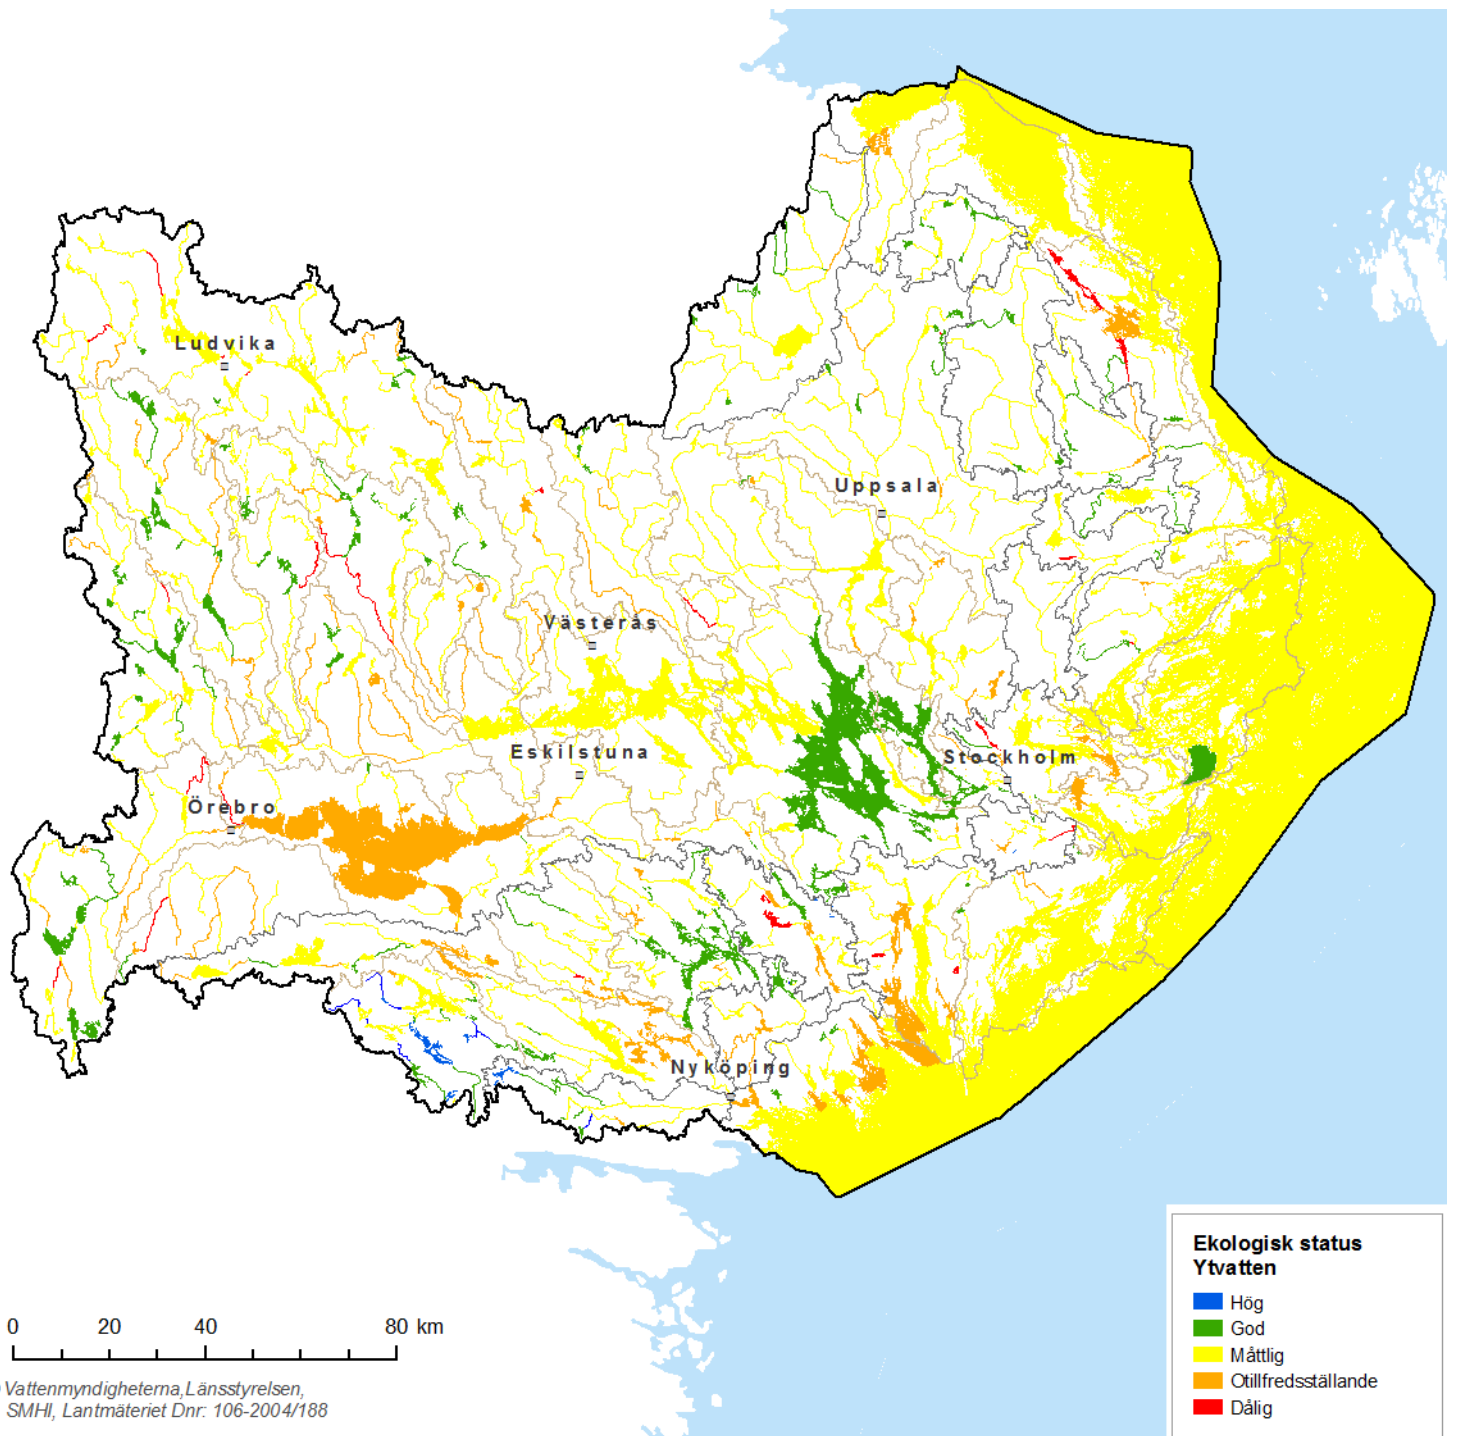 Ludvika
Uppsala
Västerås
Eskilstuna
Stockholm
Örebro
Nyköping
Ekologisk status
Ytvatten
Hög
God
Måttlig
Otillfredsställande
Dålig
0 20 40 80 km
Vattenmyndigheterna,Länsstyrelsen,
SMHI, Lantmäteriet Dnr: 106-2004/188